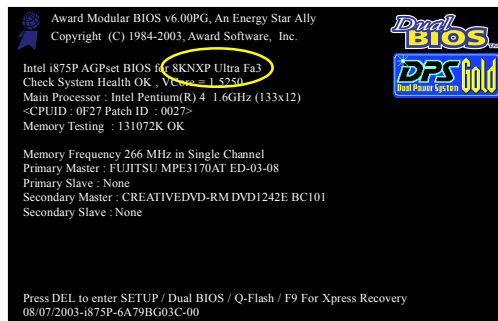 Award Modular BIOS v6.00PG, An Energy Star Ally
Copyright (C) 1984-2003, Award Software, Inc.
Dual
BIOS
TM
DPS Gold
Dual Power System
Intel i875P AGPset BIOS for 8KNXP Ultra Fa3
Check System Health OK , VCore = 1.5250
Main Processor : Intel Pentium(R) 4 1.6GHz (133x12)
<CPUID : 0F27 Patch ID : 0027>
Memory Testing : 131072K OK
Memory Frequency 266 MHz in Single Channel
Primary Master : FUJITSU MPE3170AT ED-03-08
Primary Slave : None
Secondary Master : CREATIVEDVD-RM DVD1242E BC101
Secondary Slave : None
Press DEL to enter SETUP / Dual BIOS / Q-Flash / F9 For Xpress Recovery
08/07/2003-i875P-6A79BG03C-00